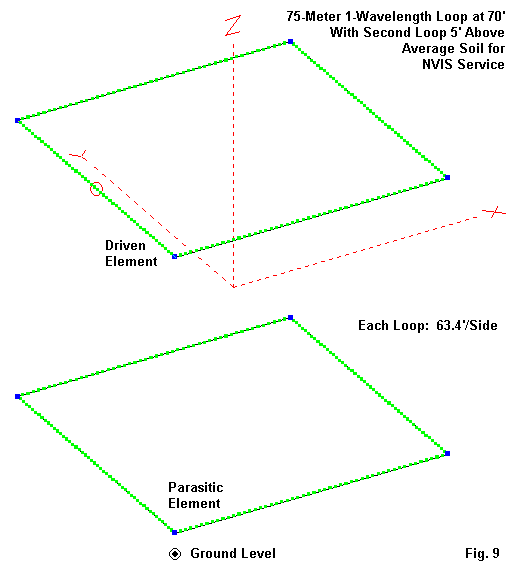 75-Meter 1-Wavelength Loop at 70'
With Second Loop 5' Above
Average Soil for
NVIS Service
Z
Y
X
Driven
Element
Each Loop: 63.4'/Side
Parasitic
Element
Ground Level
Fig. 9